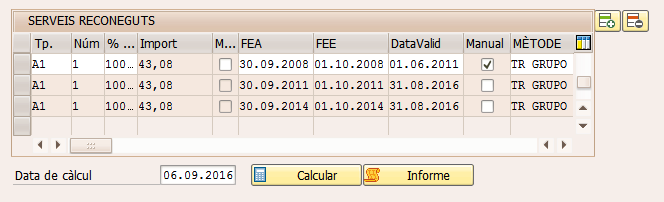 SERVEIS RECONEGUTS
Tp. Núm % ... Import M... FEA FEE DataValid Manual MÈTODE
A1 1 100... 43,08 30.09.2008 01.10.2008 01.06.2011 TR GRUPO
A1 1 100... 43,08 30.09.2011 01.10.2011 31.08.2016 TR GRUPO
A1 1 100... 43,08 30.09.2014 01.10.2014 31.08.2016 TR GRUPO
Data de càlcul 06.09.2016 Calcular Informe